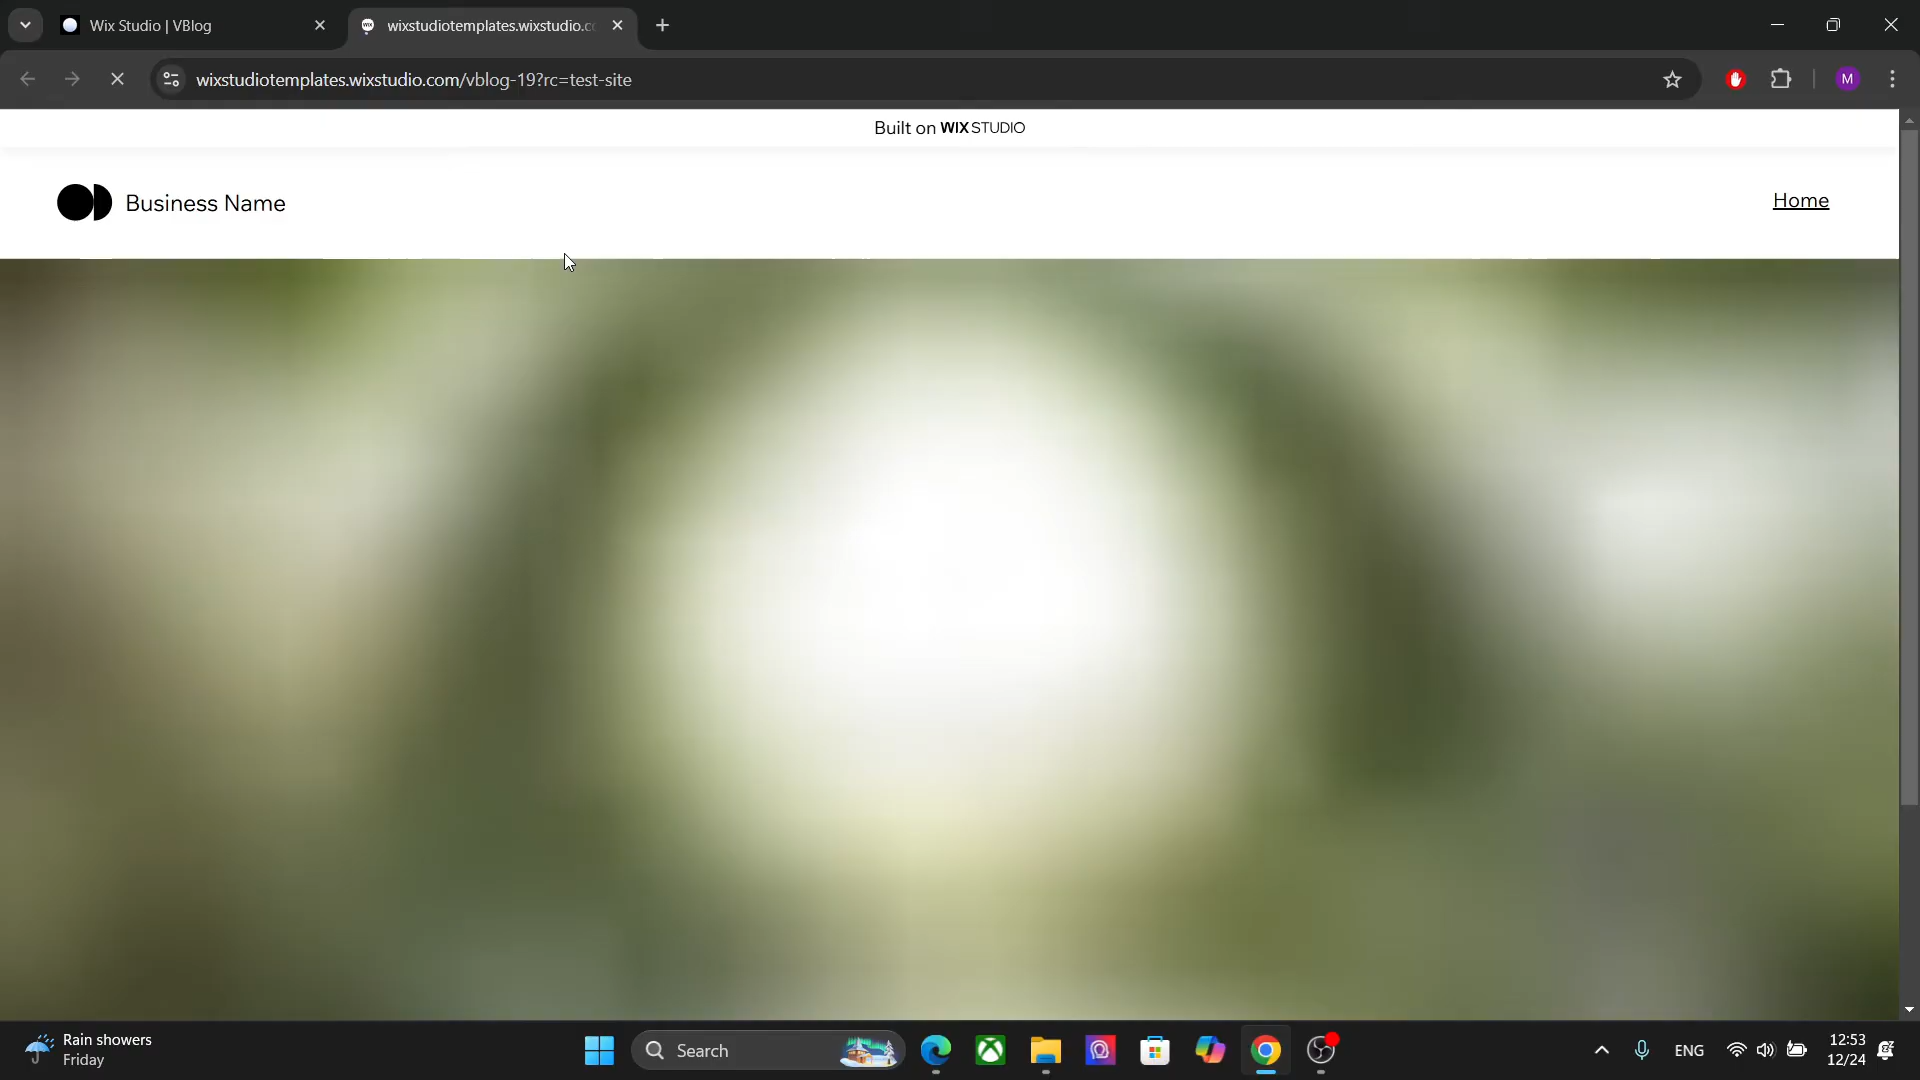 Wix Studio | VBlog
wixstudiotemplates.wixstudio.c
wixstudiotemplates.wixstudio.com/vblog-19?rc=test-site
M
Built on WIX STUDIO
Business Name
Home
Rain showers
Friday
Search
ENG
12:53
12/24